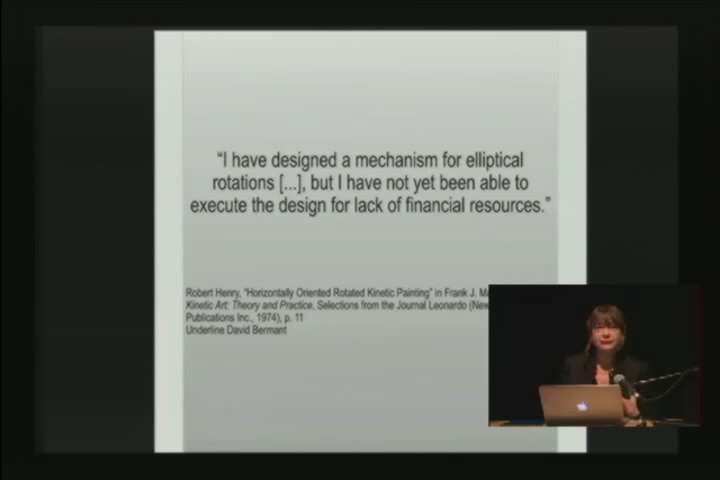 “I have designed a mechanism for elliptical
rotations [...], but I have not yet been able to
execute the design for lack of financial resources.”
Robert Henry, “Horizontally Oriented Rotated Kinetic Painting” in Frank J.
Kinetic Art: Theory and Practice, Selections from the Journal Leonardo
Publications Inc., 1974), p. 11
Underline David Bermant